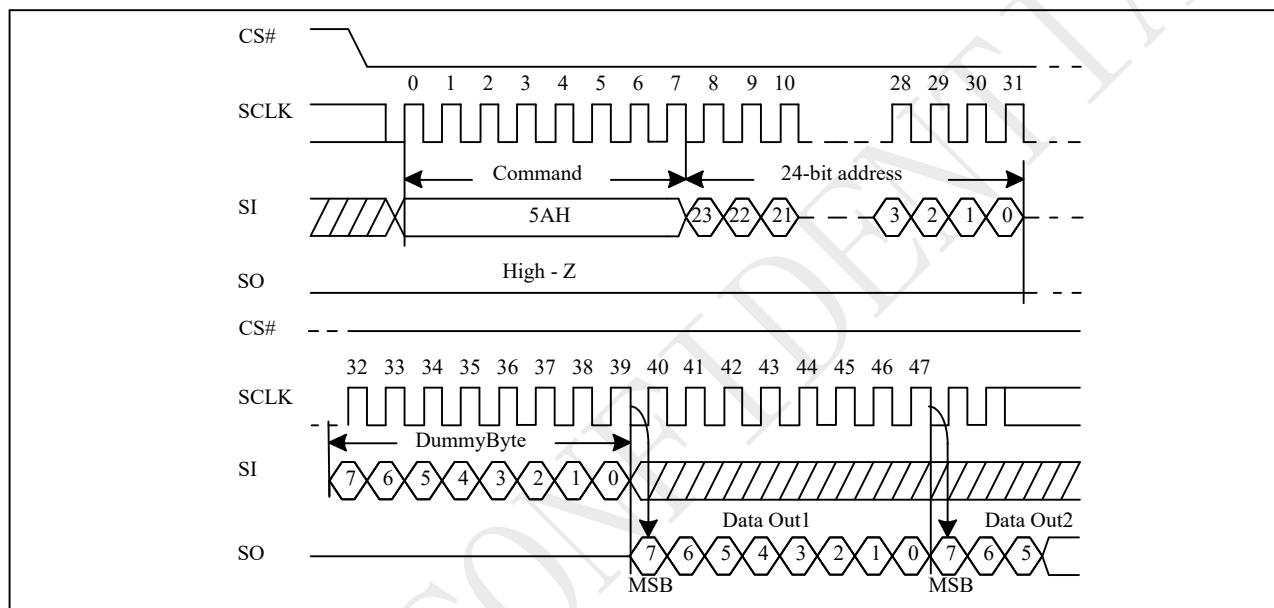 CS#
0 1 2 3 4 5 6 7 8 9 10 28 29 30 31
SCLK
Command 24-bit address
SI 5AH 23 22 21 3 2 1 0
High - Z
SO
CS#
32 33 34 35 36 37 38 39 40 41 42 43 44 45 46 47
SCLK
DummyByte
SI 7 6 5 4 3 2 1 0
Data Out1 Data Out2
SO 7 6 5 4 3 2 1 0 7 6 5
MSB MSB